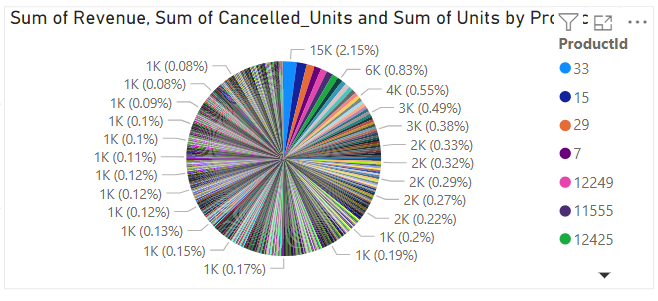 Sum of Revenue, Sum of Cancelled_Units and Sum of Units by Pr
ProductId
33
15
29
7
12249
11555
12425
15K (2.15%)
6K (0.83%)
4K (0.55%)
3K (0.49%)
3K (0.38%)
2K (0.33%)
2K (0.32%)
2K (0.29%)
2K (0.27%)
2K (0.22%)
1K (0.2%)
1K (0.19%)
1K (0.17%)
1K (0.15%)
1K (0.13%)
1K (0.12%)
1K (0.12%)
1K (0.12%)
1K (0.11%)
1K (0.1%)
1K (0.1%)
1K (0.09%)
1K (0.08%)
1K (0.08%)